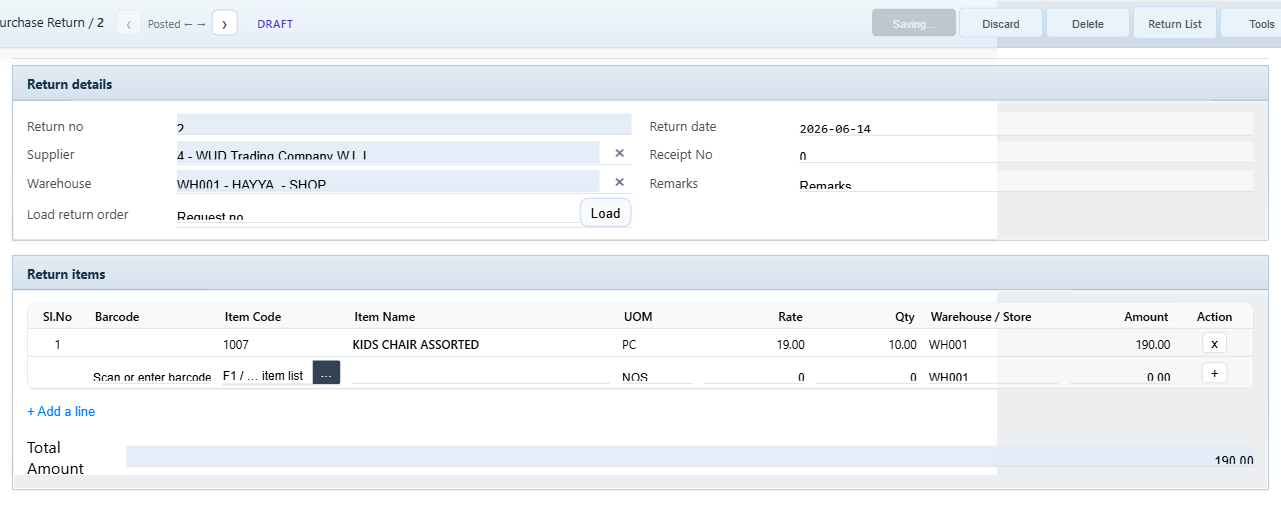 urchase Return / 2 ‹ Posted ← → › DRAFT Saving... Discard Delete Return List Tools
Return details
Return no 2 Return date 2026-06-14
Supplier 4 - WUD Trading Company W.L.L × Receipt No 0
Warehouse WH001 - HAYYA - SHOP × Remarks Remarks
Load return order Request no Load
Return items
Sl.No Barcode Item Code Item Name UOM Rate Qty Warehouse / Store Amount Action
1 1007 KIDS CHAIR ASSORTED PC 19.00 10.00 WH001 190.00 x
Scan or enter barcode F1 / ... item list ... NOS 0 0 WH001 0.00 +
+ Add a line
Total
Amount 190.00